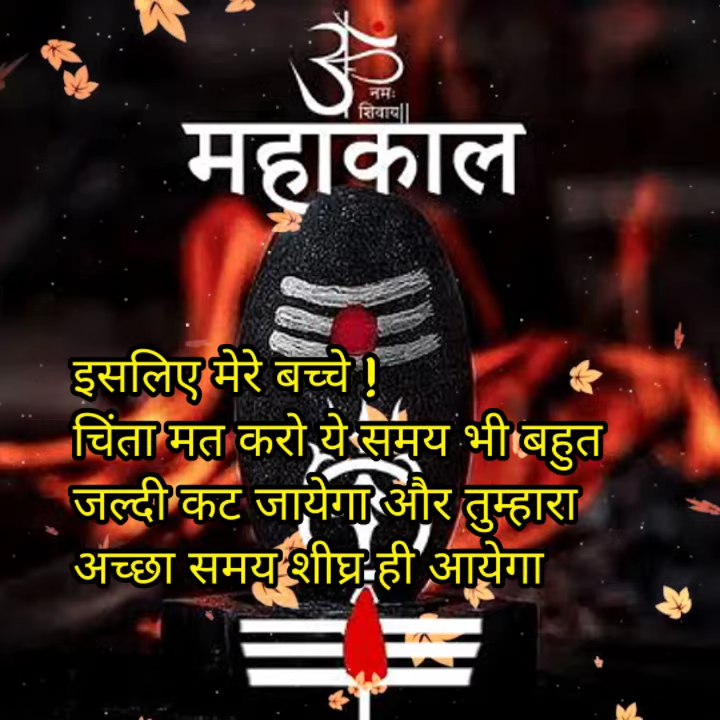 ॐ
नमः
शिवाय||
महाकाल
इसलिए मेरे बच्चे !
चिंता मत करो ये समय भी बहुत
जल्दी कट जायेगा और तुम्हारा
अच्छा समय शीघ्र ही आयेगा